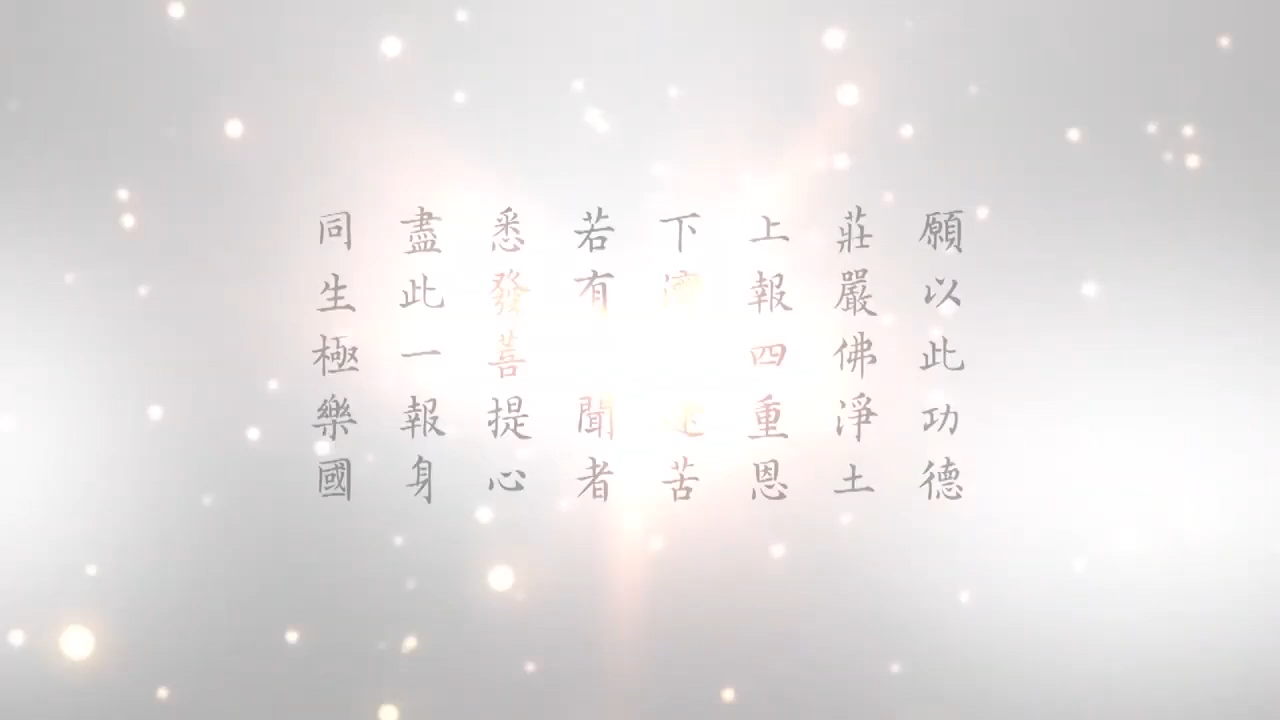 願以此功德
莊嚴佛淨土
上報四重恩
下濟苦
若有聞者
悉發菩提心
盡此一報身
同生極樂國